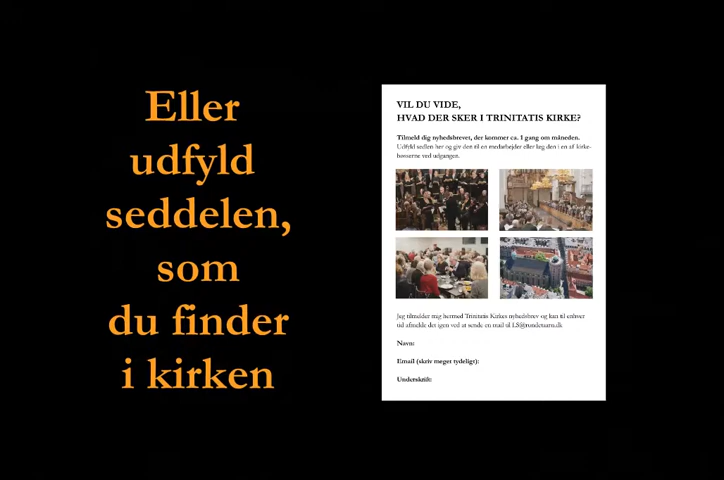 Eller
udfyld
seddelen,
som
du finder
i kirken
VIL DU VIDE,
HVAD DER SKER I TRINITATIS KIRKE?
Tilmeld dig nyhedsbrevet, der kommer ca. 1 gang om måneden.
Udfyld sedlen her og giv den til en medarbejder eller læg den i en af kirke-
bøsserne ved udgangen.
Jeg tilmelder mig hermed Trinitatis Kirkes nyhedsbrev og kan til enhver
tid afmelde det igen ved at sende en mail til LS@rundetaarn.dk
Navn:
Email (skriv meget tydeligt):
Underskrift: